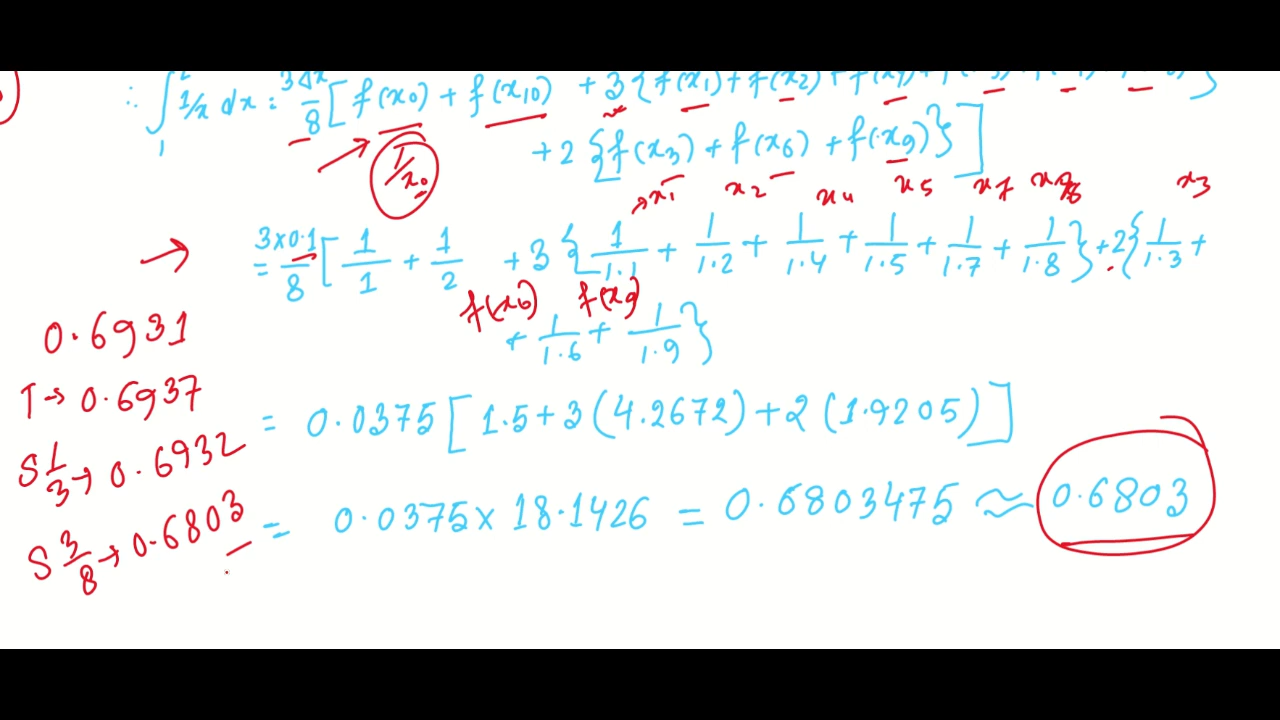 ∴ ∫₁² 1/x dx = 3Δx/8 [ f(x₀) + f(x₁₀) + 3 { f(x₁) + f(x₂) +
+ 2 { f(x₃) + f(x₆) + f(x₉) } ]
1/x₀
→ x₁ x₂ x₄ x₅ x₇ x₈ x₃
→ = 3×0.1/8 [ 1/1 + 1/2 + 3 { 1/1.1 + 1/1.2 + 1/1.4 + 1/1.5 + 1/1.7 + 1/1.8 } + 2 { 1/1.3 +
f(x₆) f(x₉)
+ 1/1.6 + 1/1.9 }
0.6931
T → 0.6937
= 0.0375 [ 1.5 + 3 (4.2672) + 2 (1.9205) ]
S 1/3 → 0.6932
= 0.0375 × 18.1426 = 0.6803475 ≈ 0.6803
S 3/8 → 0.6803